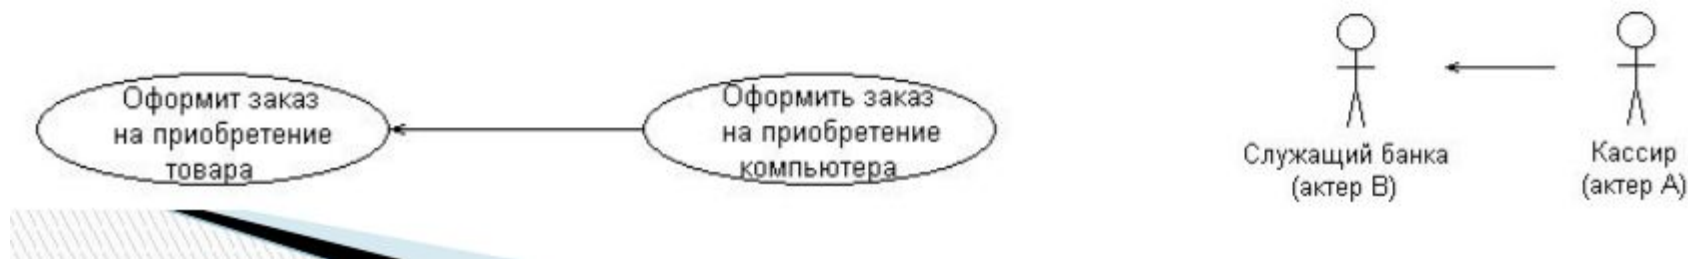 Оформит заказ
на приобретение
товара
Оформить заказ
на приобретение
компьютера
Служащий банка
(актер В)
Кассир
(актер А)